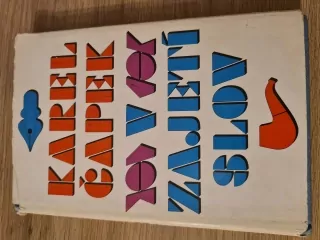 KAREL
ČAPEK
V
ZAJETÍ
SLOV